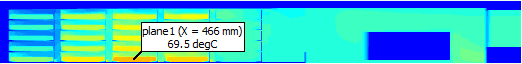 plane1 (X = 466 mm)
69.5 degC